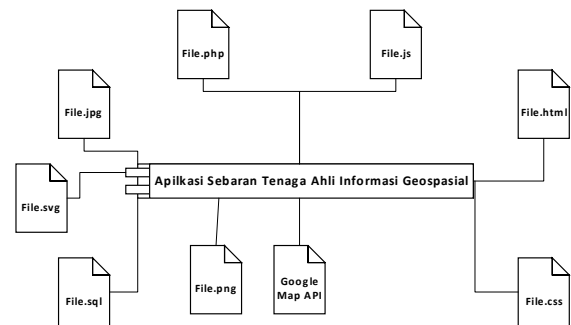 File.php
File.js
File.jpg
File.html
Apilkasi Sebaran Tenaga Ahli Informasi Geospasial
File.svg
File.sql
File.png
Google
Map API
File.css